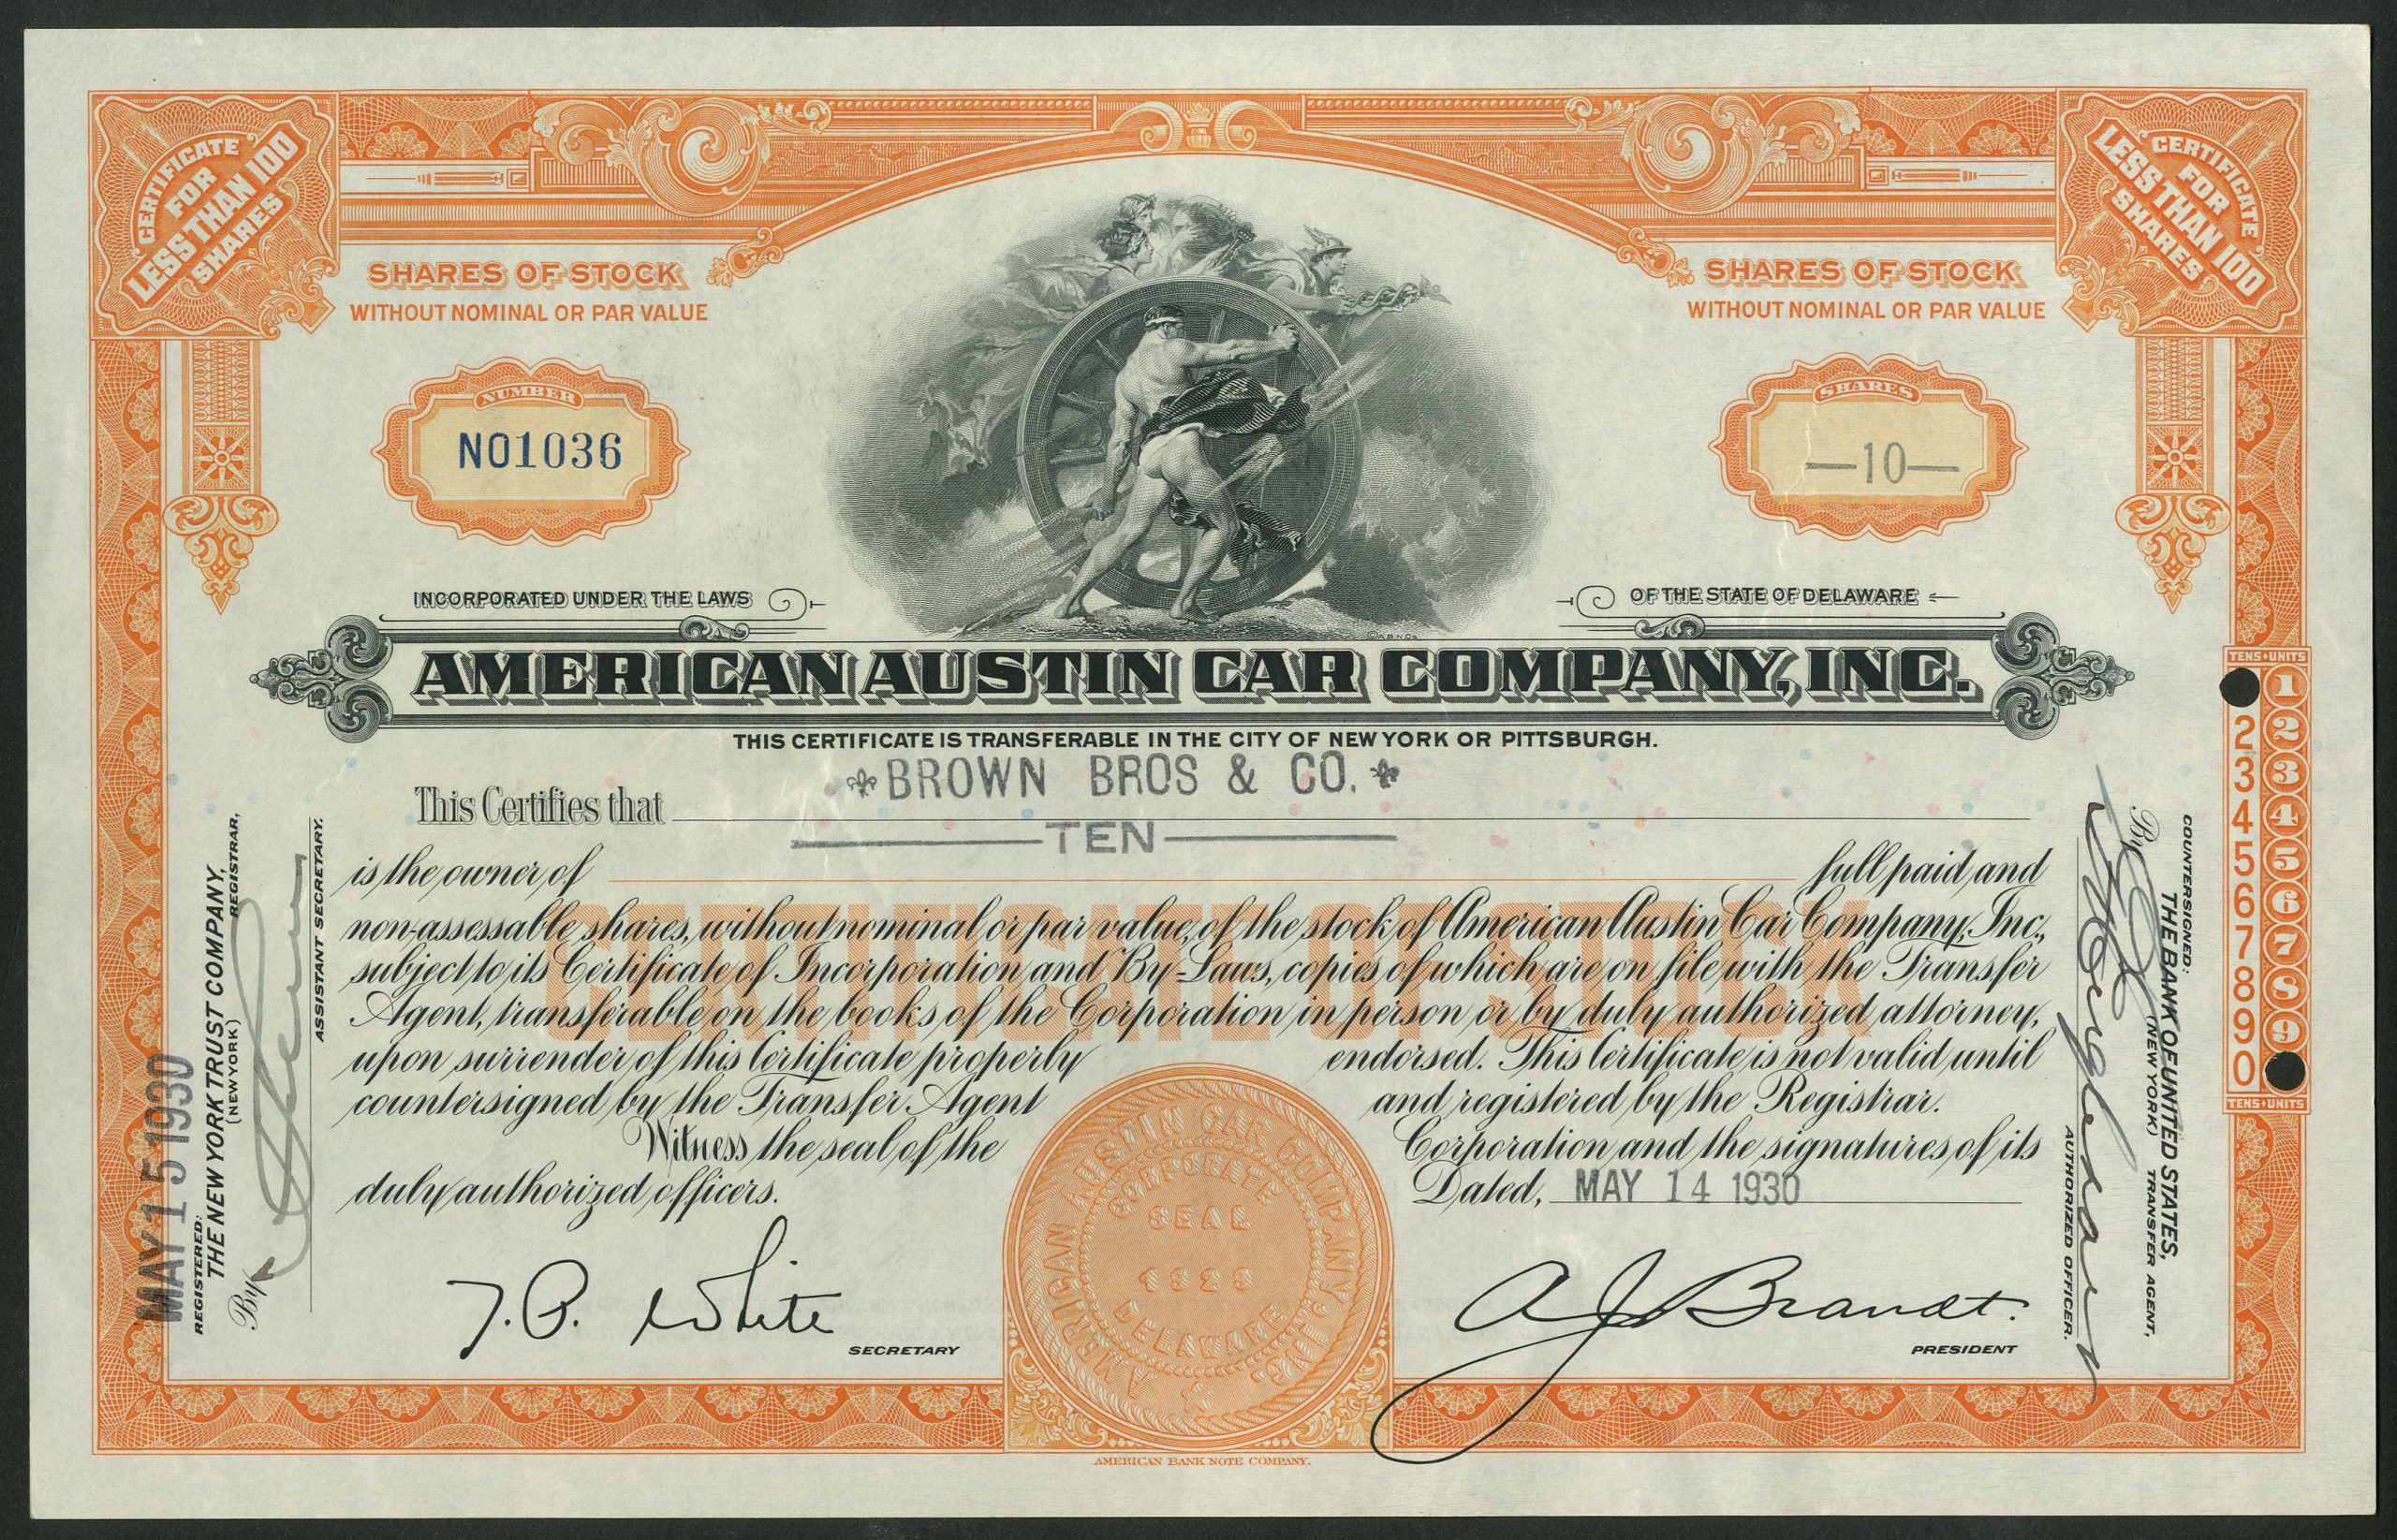 CERTIFICATE
FOR
LESS THAN 100
SHARES
CERTIFICATE
FOR
LESS THAN 100
SHARES
SHARES OF STOCK
WITHOUT NOMINAL OR PAR VALUE
SHARES OF STOCK
WITHOUT NOMINAL OR PAR VALUE
NUMBER
NO1036
SHARES
—10—
INCORPORATED UNDER THE LAWS
OF THE STATE OF DELAWARE
©A.B.N.Co.
AMERICAN AUSTIN CAR COMPANY, INC.
THIS CERTIFICATE IS TRANSFERABLE IN THE CITY OF NEW YORK OR PITTSBURGH.
BROWN BROS & CO.
This Certifies that
TEN
is the owner of full paid and
non-assessable shares, without nominal or par value, of the stock of American Austin Car Company, Inc.,
subject to its Certificate of Incorporation and By-Laws, copies of which are on file with the Transfer
Agent, transferable on the books of the Corporation in person or by duly authorized attorney,
upon surrender of this Certificate properly endorsed. This Certificate is not valid until
countersigned by the Transfer Agent and registered by the Registrar.
Witness the seal of the Corporation and the signatures of its
duly authorized officers. Dated, MAY 14 1930
CERTIFICATE OF STOCK
T. P. White
SECRETARY
A J Brandt.
PRESIDENT
AMERICAN AUSTIN CAR COMPANY, INC.
CORPORATE
SEAL
1929
DELAWARE
AMERICAN BANK NOTE COMPANY.
MAY 15 1930
REGISTERED:
THE NEW YORK TRUST COMPANY,
(NEW YORK) REGISTRAR,
By
ASSISTANT SECRETARY.
COUNTERSIGNED:
THE BANK OF UNITED STATES,
(NEW YORK) TRANSFER AGENT,
By
AUTHORIZED OFFICER.
TENS UNITS
1
2 2
3 3
4 4
5 5
6 6
7 7
8 8
9 9
0
TENS UNITS